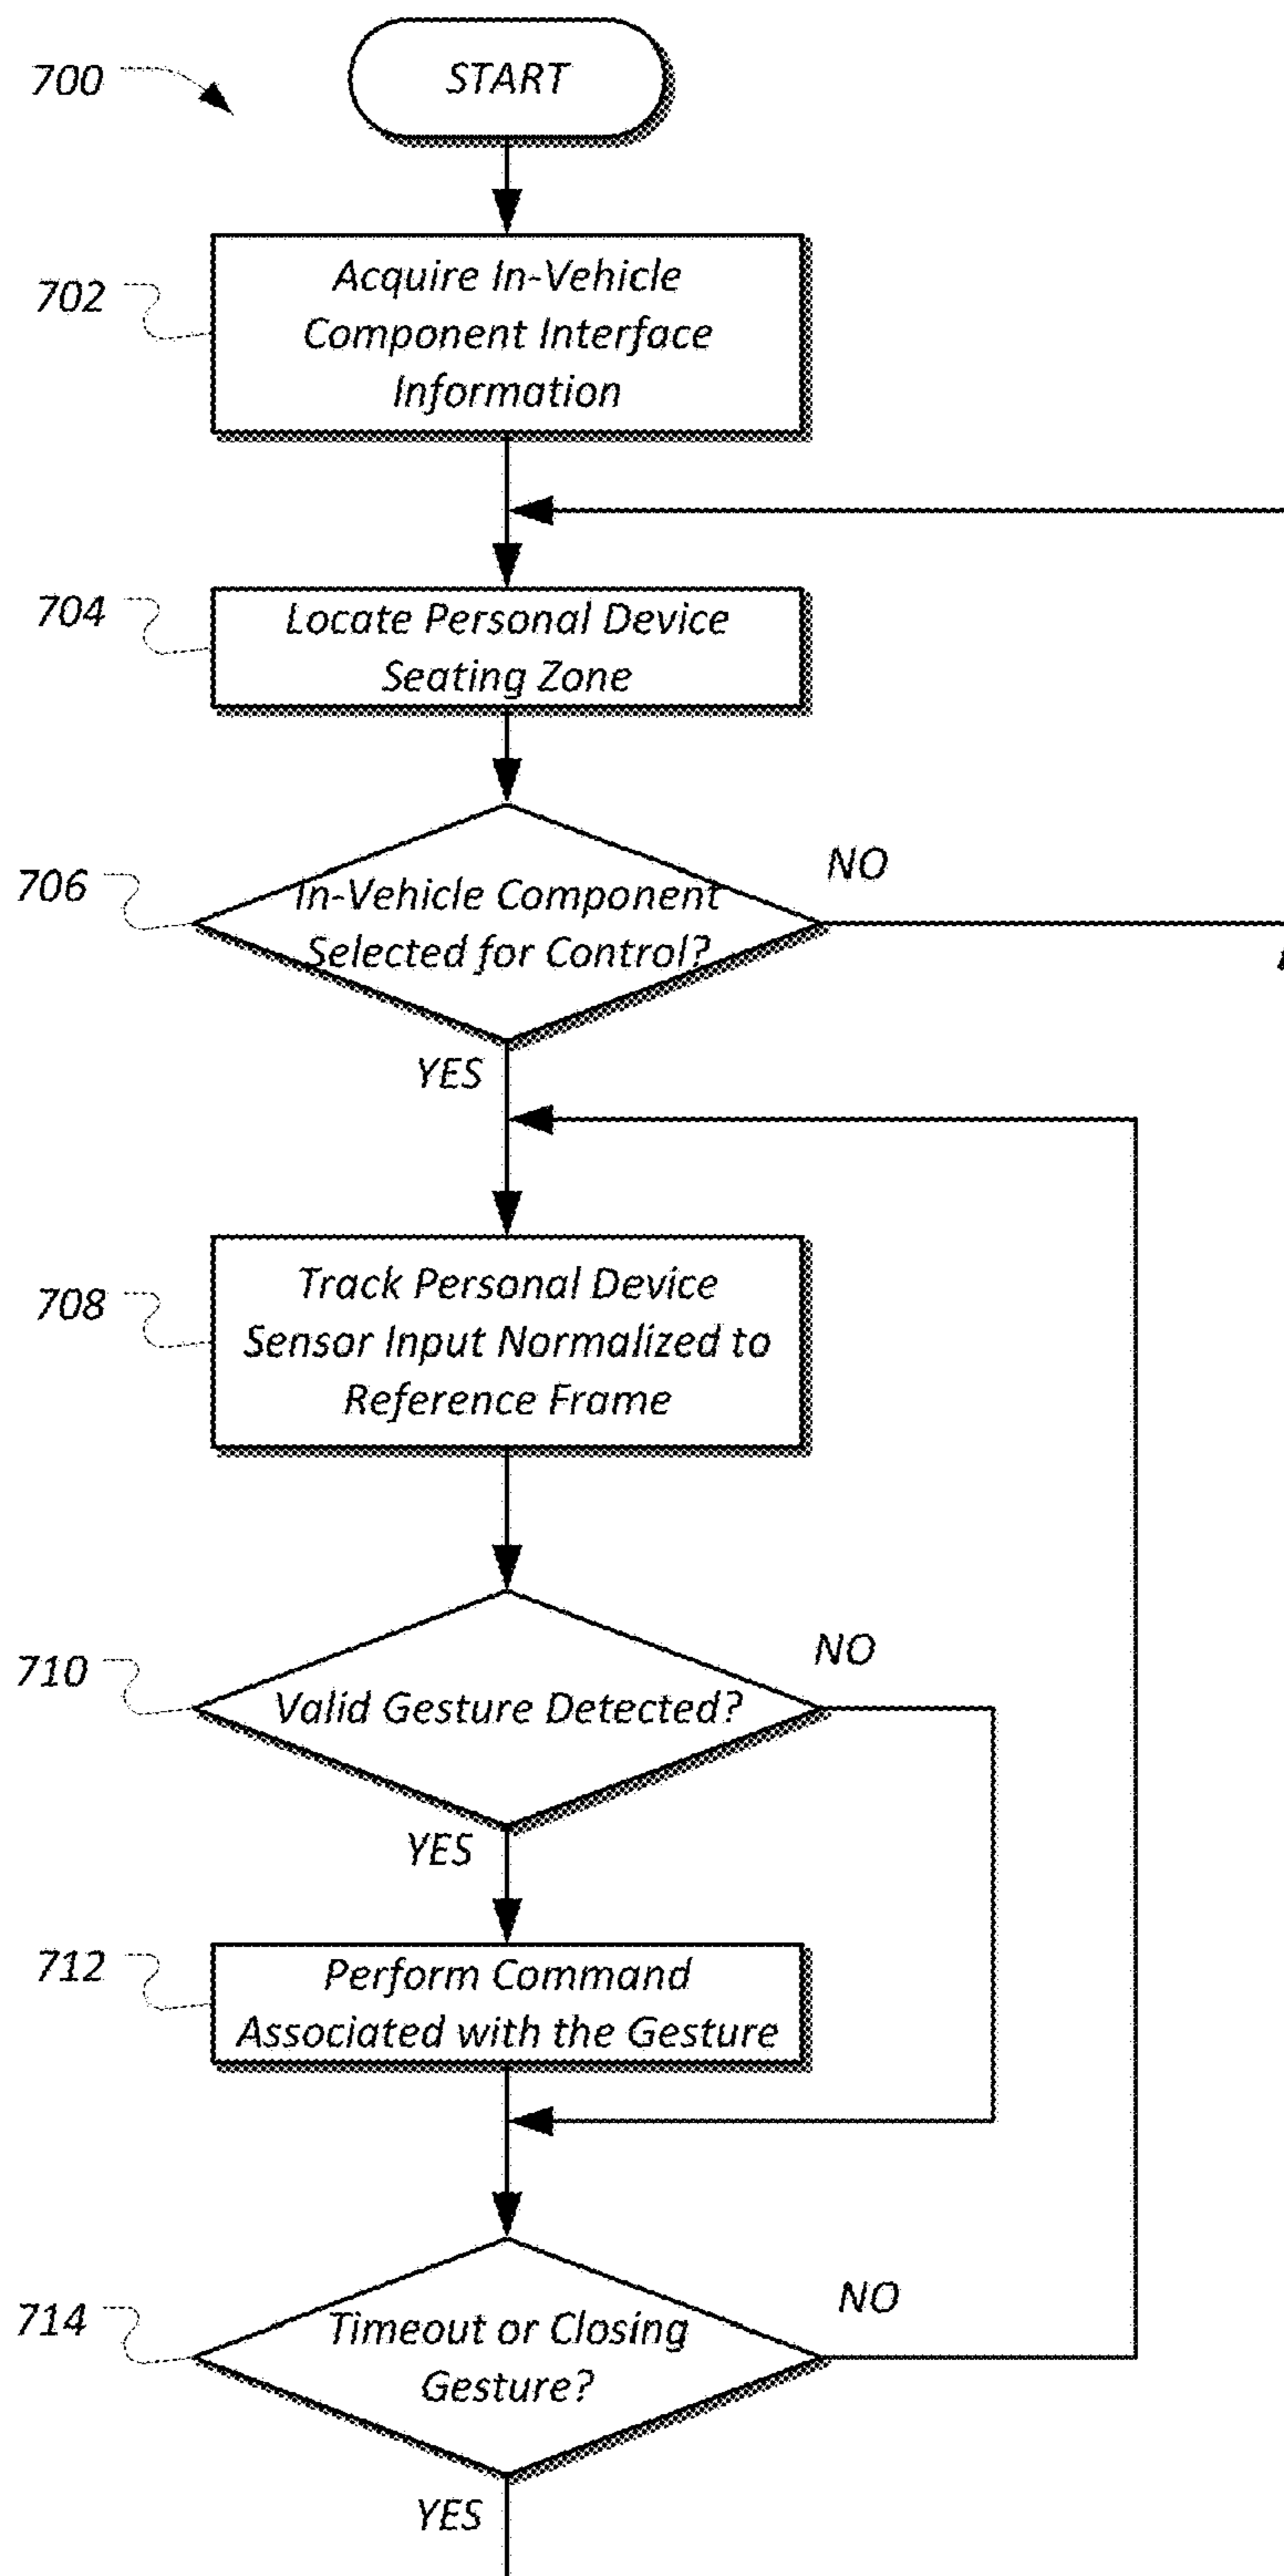 700
START
702
Acquire In-Vehicle
Component Interface
Information
704
Locate Personal Device
Seating Zone
706
In-Vehicle Component
Selected for Control?
NO
YES
708
Track Personal Device
Sensor Input Normalized to
Reference Frame
710
Valid Gesture Detected?
NO
YES
712
Perform Command
Associated with the Gesture
714
Timeout or Closing
Gesture?
NO
YES